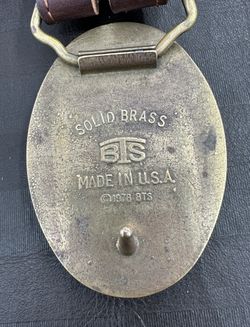 SOLID BRASS
BTS
MADE IN U.S.A.
©1978 BTS